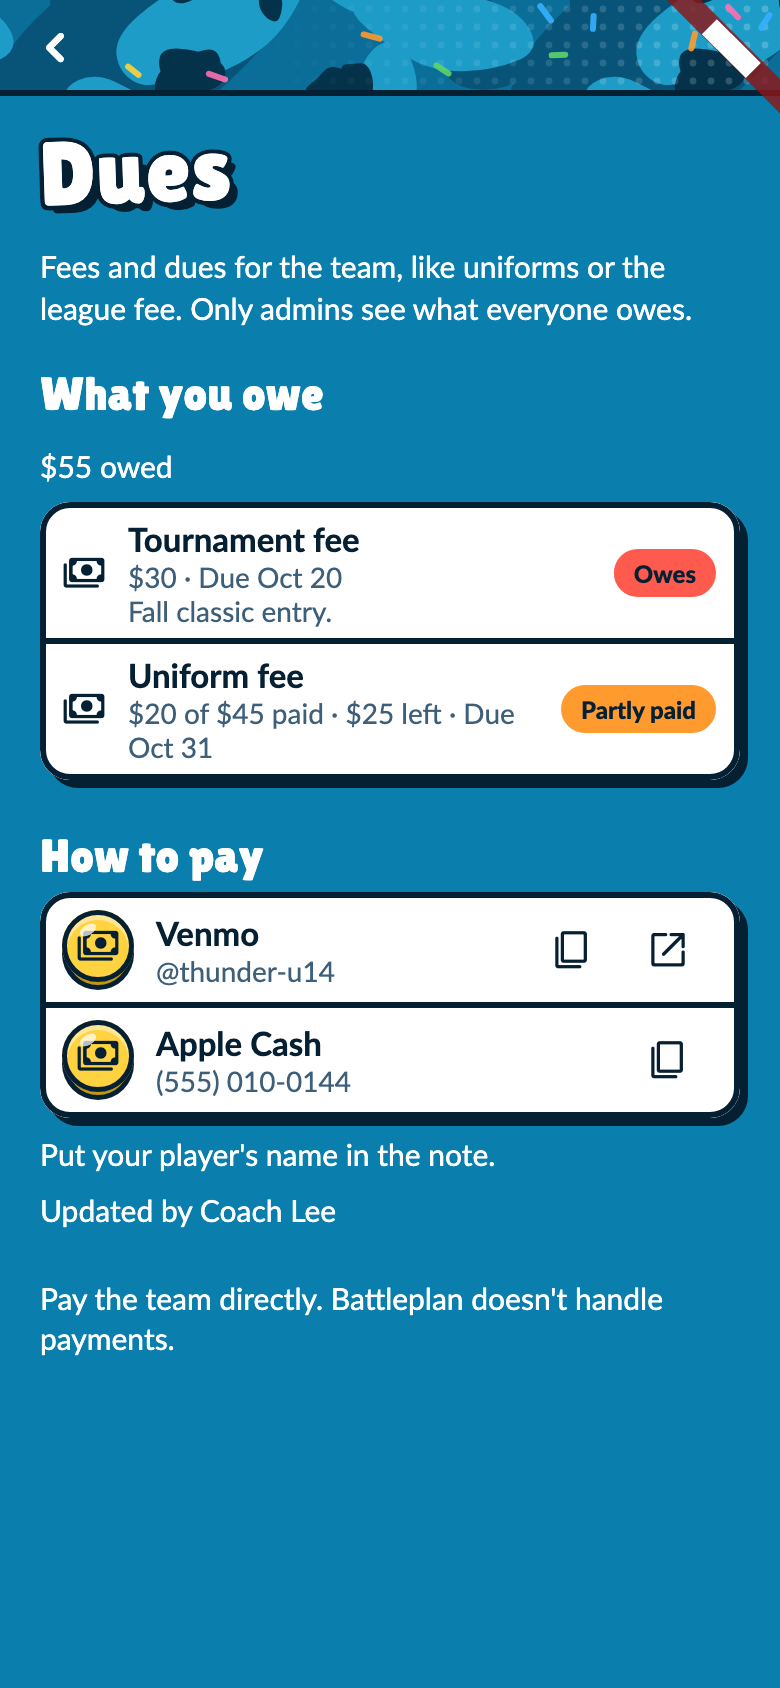 Dues
Fees and dues for the team, like uniforms or the
league fee. Only admins see what everyone owes.
What you owe
$55 owed
Tournament fee
$30 · Due Oct 20
Fall classic entry.
Owes
Uniform fee
$20 of $45 paid · $25 left · Due
Oct 31
Partly paid
How to pay
Venmo
@thunder-u14
Apple Cash
(555) 010-0144
Put your player's name in the note.
Updated by Coach Lee
Pay the team directly. Battleplan doesn't handle
payments.